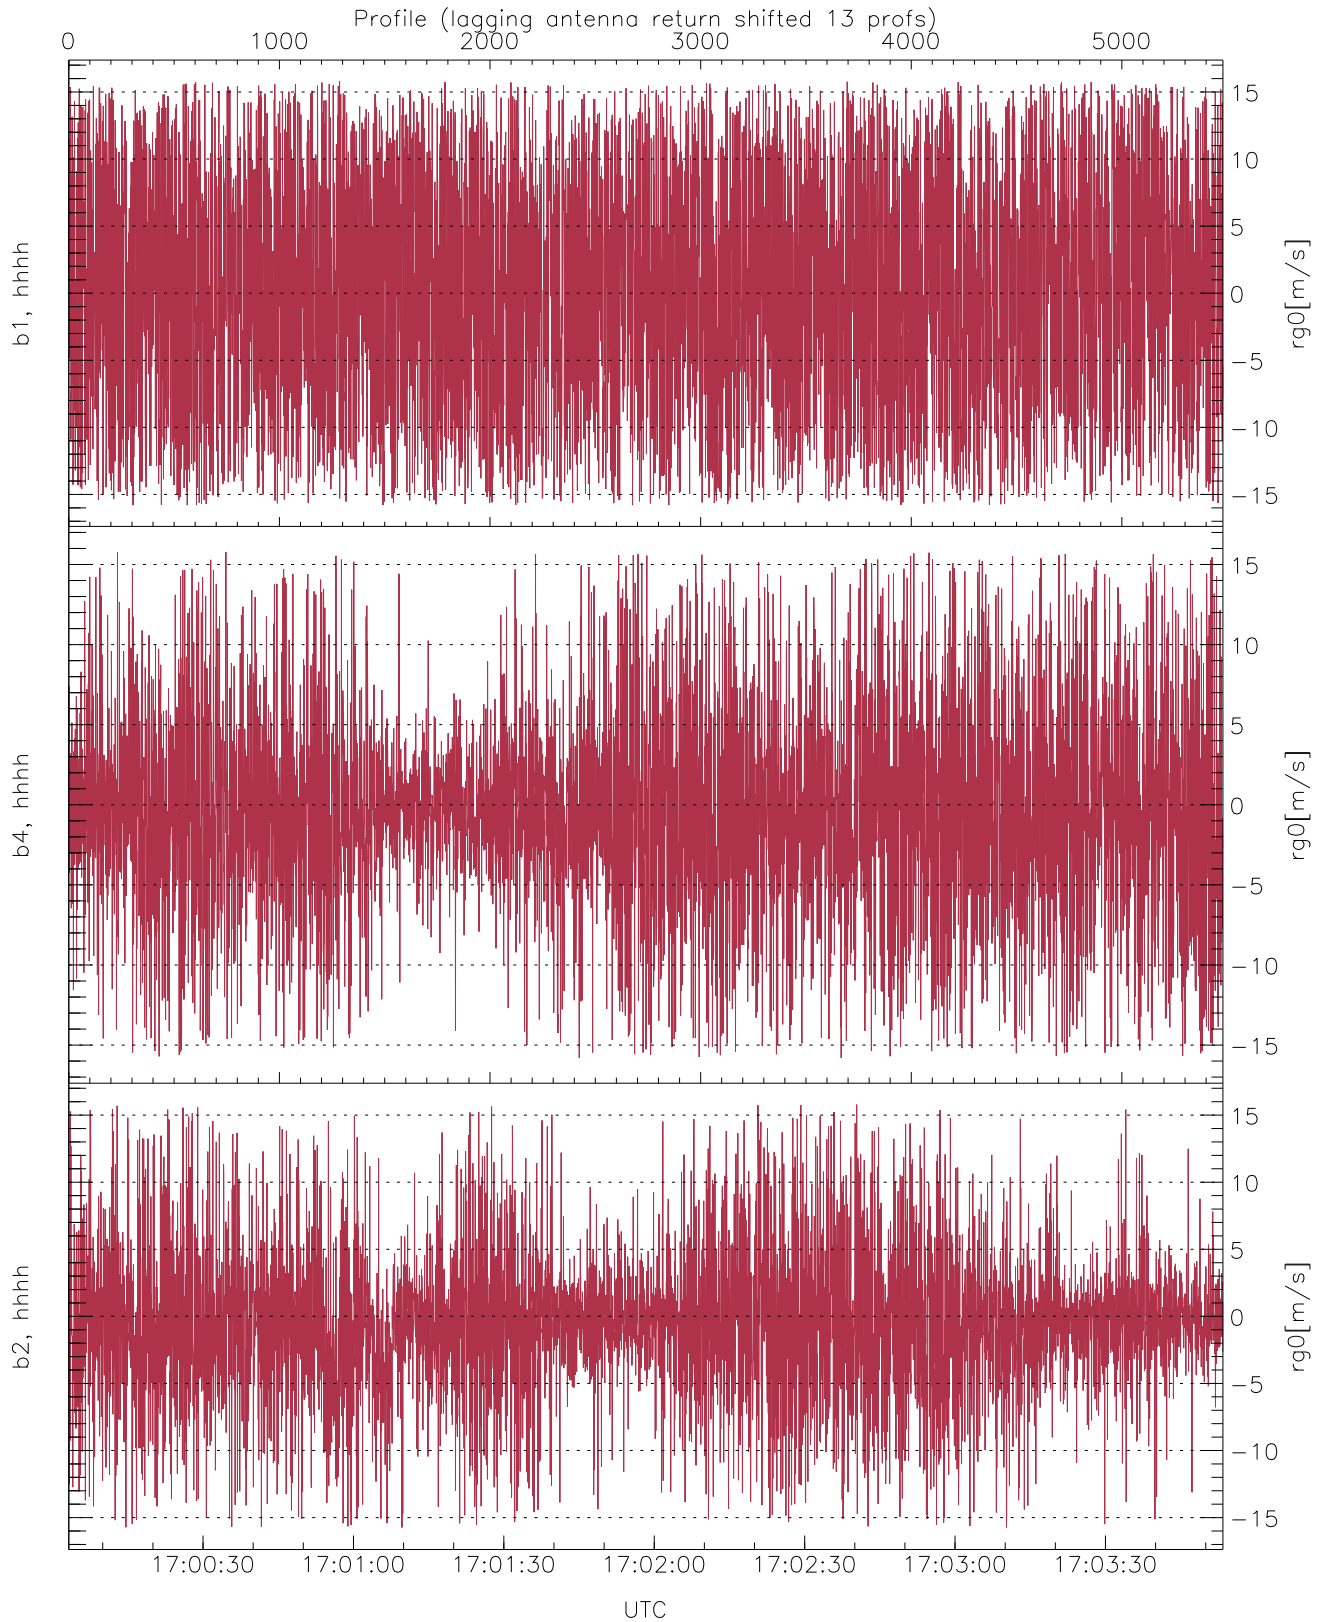 Profile (lagging antenna return shifted 13 profs)
0 1000 2000 3000 4000 5000
15
10
5
0
−5
−10
−15
b1, hhhh
rg0[m/s]
15
10
5
0
−5
−10
−15
b4, hhhh
rg0[m/s]
15
10
5
0
−5
−10
−15
b2, hhhh
rg0[m/s]
17:00:30 17:01:00 17:01:30 17:02:00 17:02:30 17:03:00 17:03:30
UTC